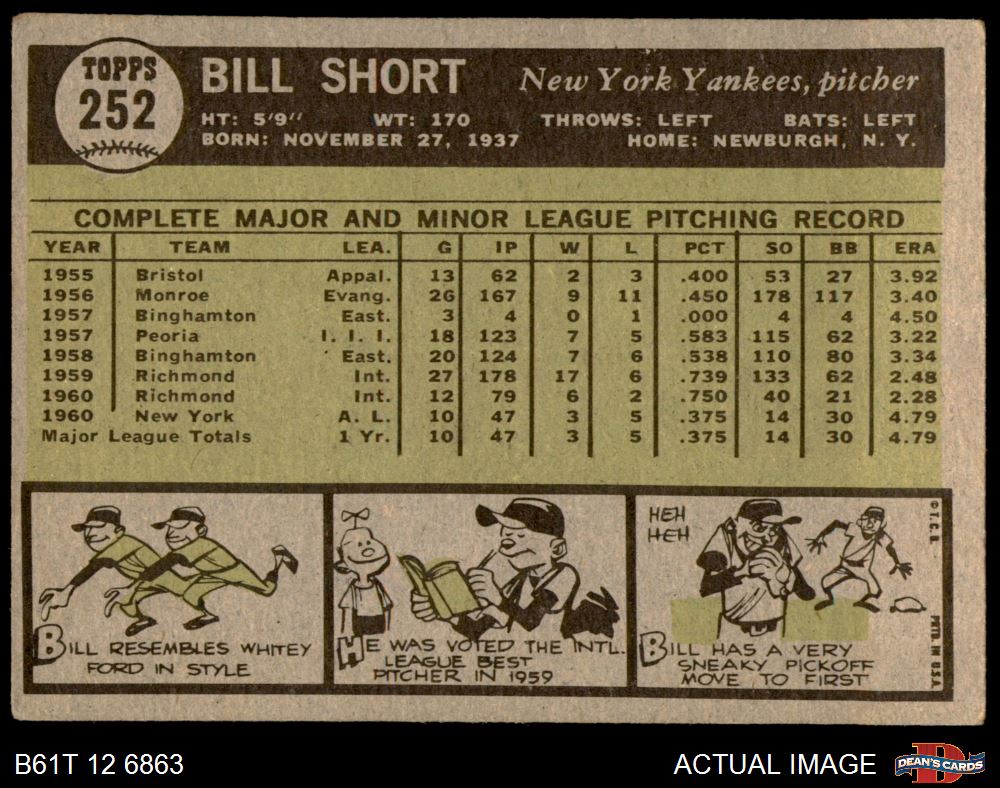 TOPPS
252
BILL SHORT
New York Yankees, pitcher
HT: 5'9" WT: 170 THROWS: LEFT BATS: LEFT
BORN: NOVEMBER 27, 1937 HOME: NEWBURGH, N. Y.
COMPLETE MAJOR AND MINOR LEAGUE PITCHING RECORD
YEAR TEAM LEA. G IP W L PCT SO BB ERA
1955 Bristol Appal. 13 62 2 3 .400 53 27 3.92
1956 Monroe Evang. 26 167 9 11 .450 178 117 3.40
1957 Binghamton East. 3 4 0 1 .000 4 4 4.50
1957 Peoria I. I. I. 18 123 7 5 .583 115 62 3.22
1958 Binghamton East. 20 124 7 6 .538 110 80 3.34
1959 Richmond Int. 27 178 17 6 .739 133 62 2.48
1960 Richmond Int. 12 79 6 2 .750 40 21 2.28
1960 New York A. L. 10 47 3 5 .375 14 30 4.79
Major League Totals 1 Yr. 10 47 3 5 .375 14 30 4.79
BILL RESEMBLES WHITEY
FORD IN STYLE
HE WAS VOTED THE INTL.
LEAGUE BEST
PITCHER IN 1959
HEH
HEH
BILL HAS A VERY
SNEAKY PICKOFF
MOVE TO FIRST
© T. C. G.
PRTD. IN U.S.A.
B61T 12 6863
ACTUAL IMAGE
D
DEAN'S CARDS